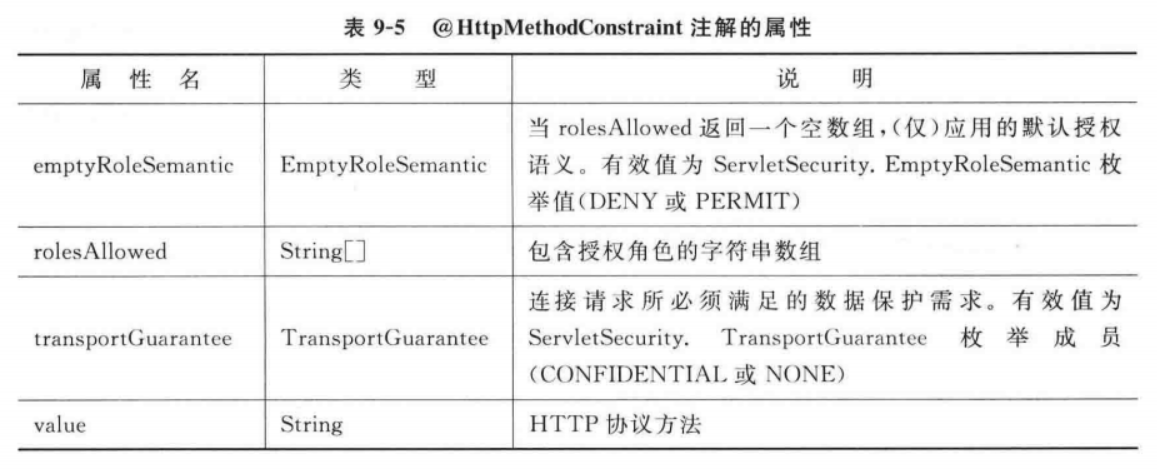 表 9-5 @HttpMethodConstraint 注解的属性
属 性 名 类 型 说 明
emptyRoleSemantic EmptyRoleSemantic 当 rolesAllowed 返回一个空数组,(仅)应用的默认授权
语义。有效值为 ServletSecurity. EmptyRoleSemantic 枚
举值(DENY 或 PERMIT)
rolesAllowed String[] 包含授权角色的字符串数组
transportGuarantee TransportGuarantee 连接请求所必须满足的数据保护需求。有效值为
ServletSecurity. TransportGuarantee 枚举成员
(CONFIDENTIAL 或 NONE)
value String HTTP 协议方法